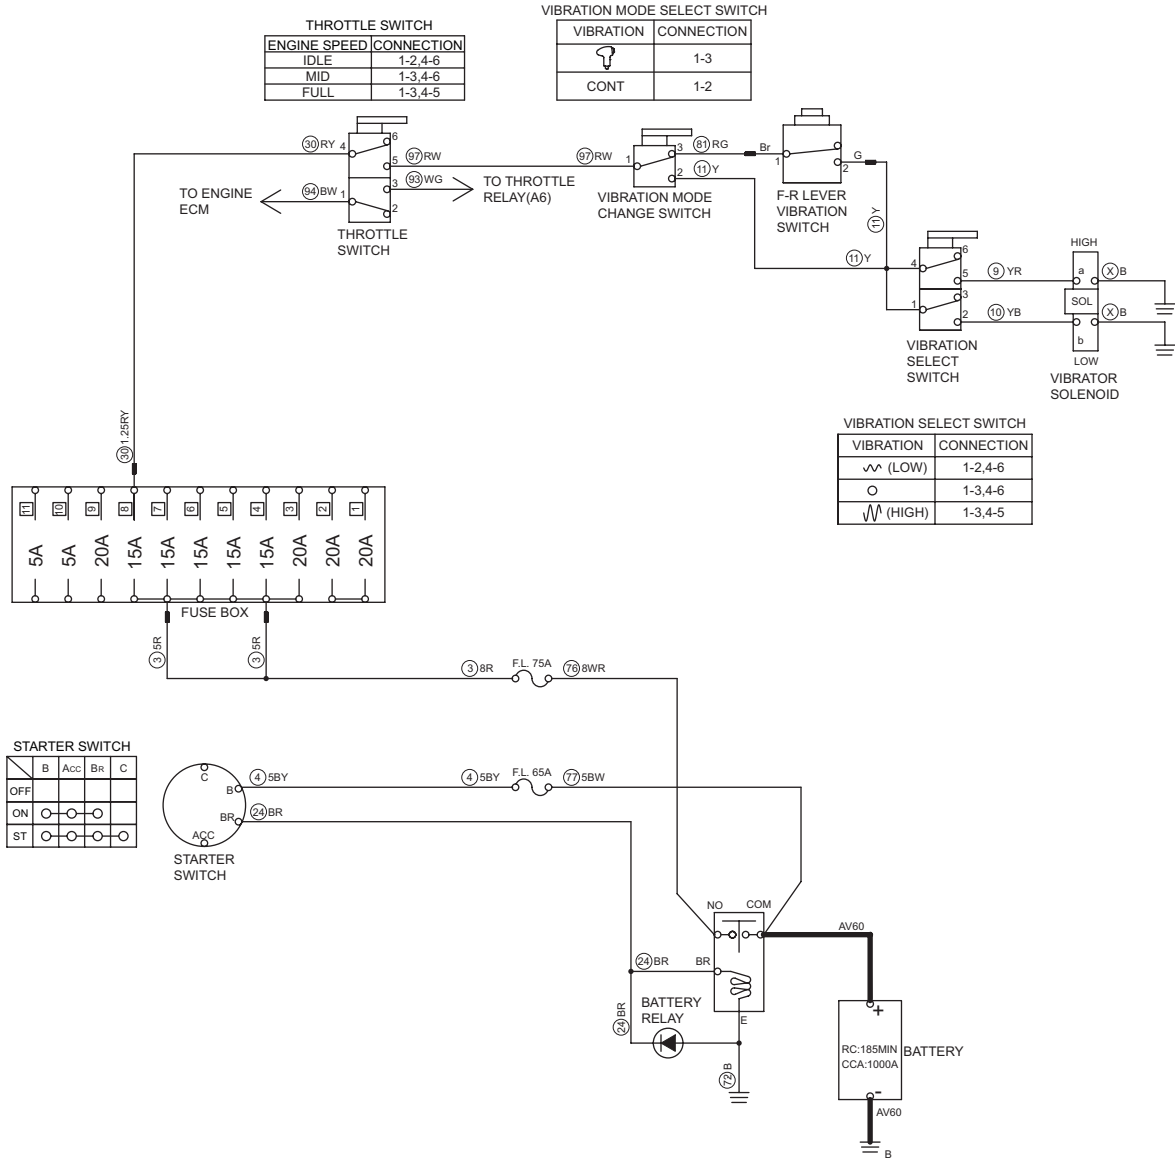 VIBRATION MODE SELECT SWITCH
VIBRATION CONNECTION
1-3
CONT 1-2
THROTTLE SWITCH
ENGINE SPEED CONNECTION
IDLE 1-2,4-6
MID 1-3,4-6
FULL 1-3,4-5
30 RY 4 6
5 97 RW
TO ENGINE
ECM
94 BW 1
3 93 WG
2
TO THROTTLE
RELAY(A6)
THROTTLE
SWITCH
97 RW 1
3 81 RG
2 11 Y
VIBRATION MODE
CHANGE SWITCH
Br 1
2 G
F-R LEVER
VIBRATION
SWITCH
11 Y
11 Y
4 6
5 9 YR
1 3
2 10 YB
VIBRATION
SELECT
SWITCH
HIGH
a X B
SOL
X B
b
LOW
VIBRATOR
SOLENOID
VIBRATION SELECT SWITCH
VIBRATION CONNECTION
(LOW) 1-2,4-6
1-3,4-6
(HIGH) 1-3,4-5
30 1.25RY
11 10 9 8 7 6 5 4 3 2 1
5A 5A 20A 15A 15A 15A 15A 15A 20A 20A 20A
FUSE BOX
3 5R
3 5R
3 8R F.L. 75A 76 8WR
STARTER SWITCH
B ACC BR C
OFF
ON
ST
C
B
BR
ACC
STARTER
SWITCH
4 5BY
4 5BY F.L. 65A 77 5BW
24 BR
NO COM
AV60
24 BR BR
BATTERY
RELAY
24 BR
E
72 B
+
RC:185MIN
CCA:1000A
BATTERY
-
AV60
B